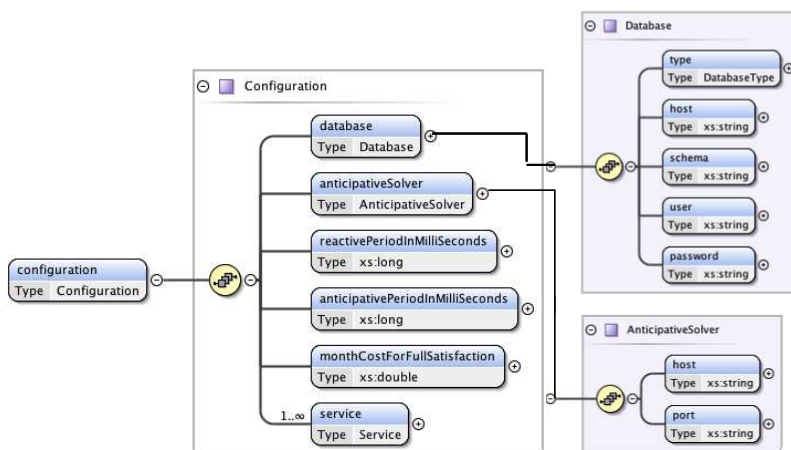 configuration
Type Configuration
Configuration
database
Type Database
anticipativeSolver
Type AnticipativeSolver
reactivePeriodInMilliSeconds
Type xs:long
anticipativePeriodInMilliSeconds
Type xs:long
monthCostForFullSatisfaction
Type xs:double
1..∞
service
Type Service
Database
type
Type DatabaseType
host
Type xs:string
schema
Type xs:string
user
Type xs:string
password
Type xs:string
AnticipativeSolver
host
Type xs:string
port
Type xs:string